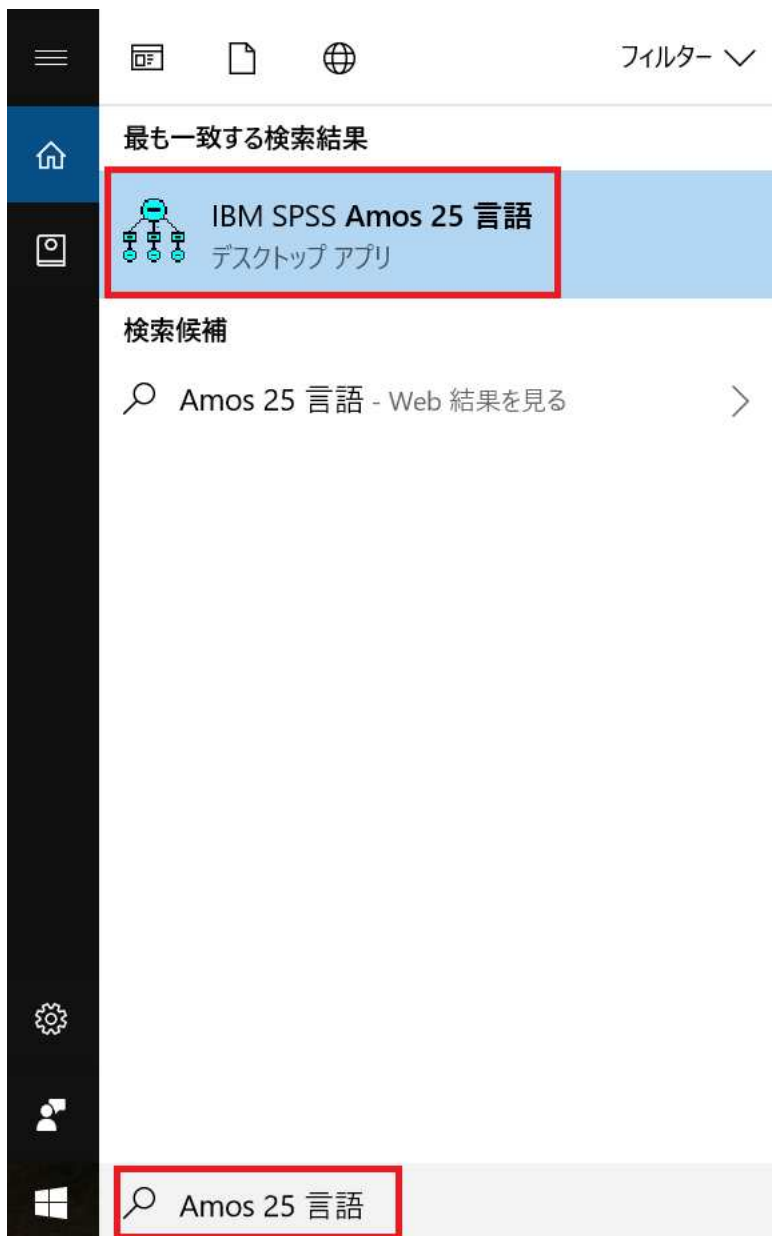 フィルター
最も一致する検索結果
IBM SPSS Amos 25 言語
デスクトップ アプリ
検索候補
Amos 25 言語 - Web 結果を見る
Amos 25 言語